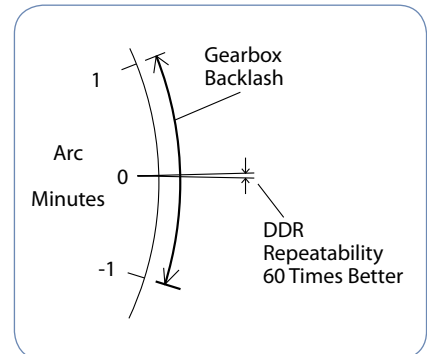 Gearbox
Backlash
1
Arc
Minutes
0
-1
DDR
Repeatability
60 Times Better